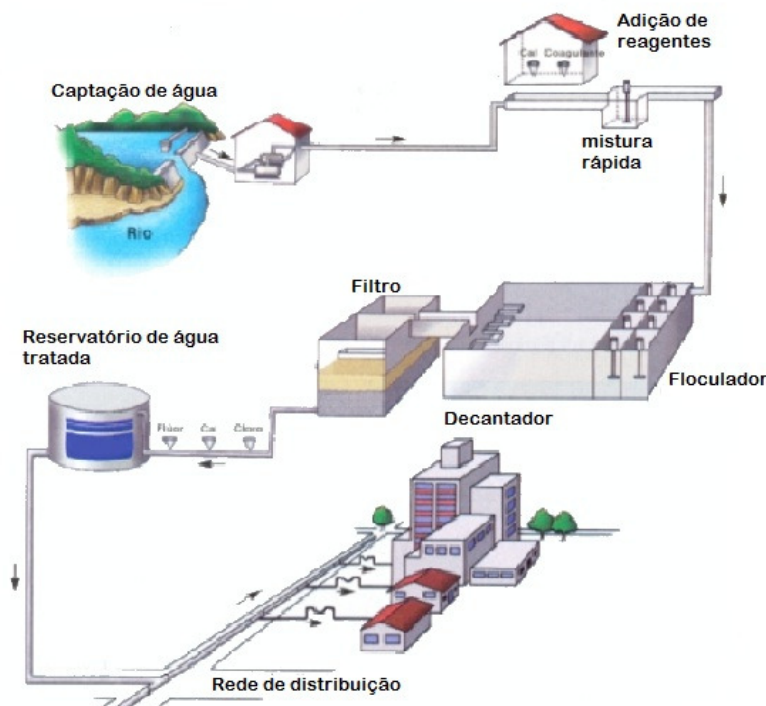 Adição de
reagentes
Cal Coagulante
Captação de água
mistura
rápida
Rio
Filtro
Reservatório de água
tratada
Floculador
Decantador
Flúor Cal Cloro
Rede de distribuição